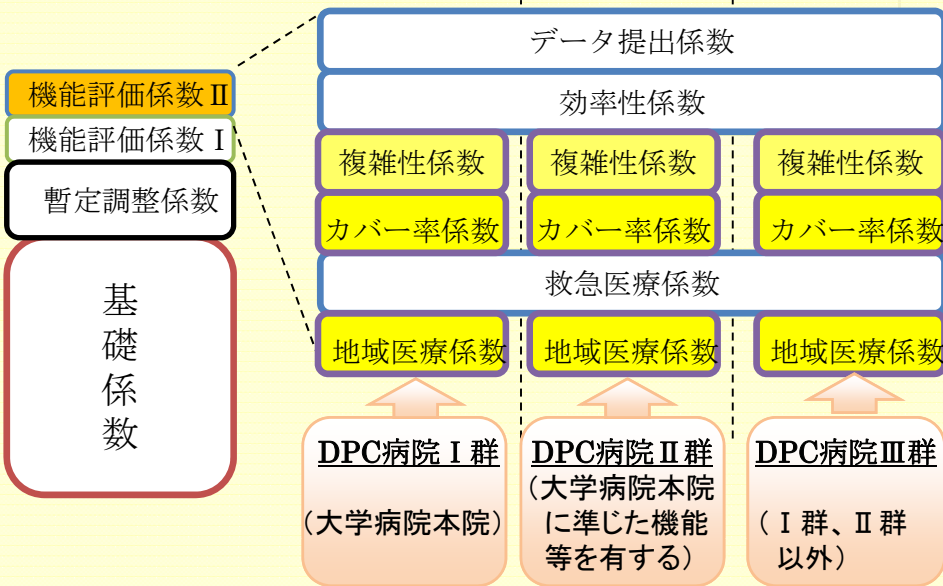 機能評価係数Ⅱ
機能評価係数Ⅰ
暫定調整係数
基
礎
係
数
データ提出係数
効率性係数
複雑性係数
複雑性係数
複雑性係数
カバー率係数
カバー率係数
カバー率係数
救急医療係数
地域医療係数
地域医療係数
地域医療係数
DPC病院Ⅰ群
(大学病院本院)
DPC病院Ⅱ群
(大学病院本院
に準じた機能
等を有する)
DPC病院Ⅲ群
(Ⅰ群、Ⅱ群
以外)